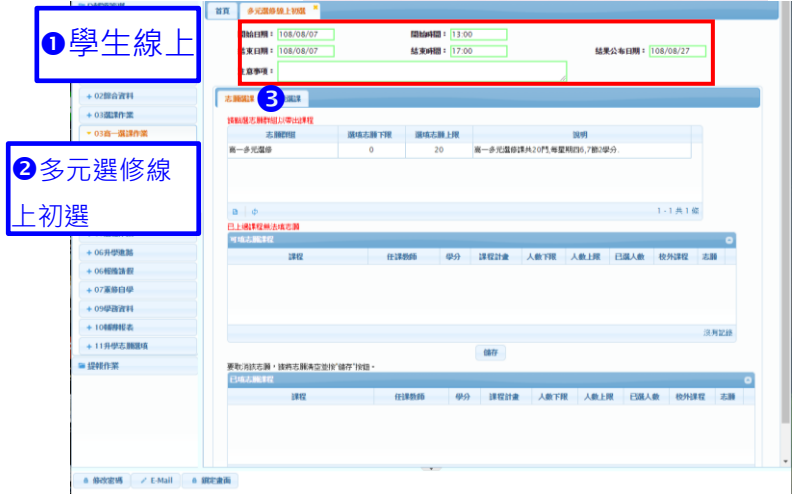 首頁 多元選修線上初選
❶學生線上
開始日期： 108/08/07 開始時間： 13:00
結束日期： 108/08/07 結束時間： 17:00 結果公布日期： 108/08/27
注意事項：
+ 02綜合資料
+ 03選課作業
- 03高一選課作業
❷多元選修線
上初選
+ 06升學進路
+ 07重修自學
+ 09學務資料
+ 10輔導報表
+ 11升學志願選填
提報作業
志願選課 ❸ 選課
請點選志願群組以帶出課程
志願群組 選填志願下限 選填志願上限 說明
高一多元選修 0 20 高一多元選修課共20門,每星期四6,7節2學分.
1 - 1 共 1 條
已上過課程無法填志願
可填志願課程
課程 任課教師 學分 課程計畫 人數下限 人數上限 已選人數 校外課程 志願
沒有記錄
儲存
要取消該志願，請將志願清空並按"儲存"按鈕。
已填志願課程
課程 任課教師 學分 課程計畫 人數下限 人數上限 已選人數 校外課程 志願
修改密碼 E-Mail 鎖定畫面